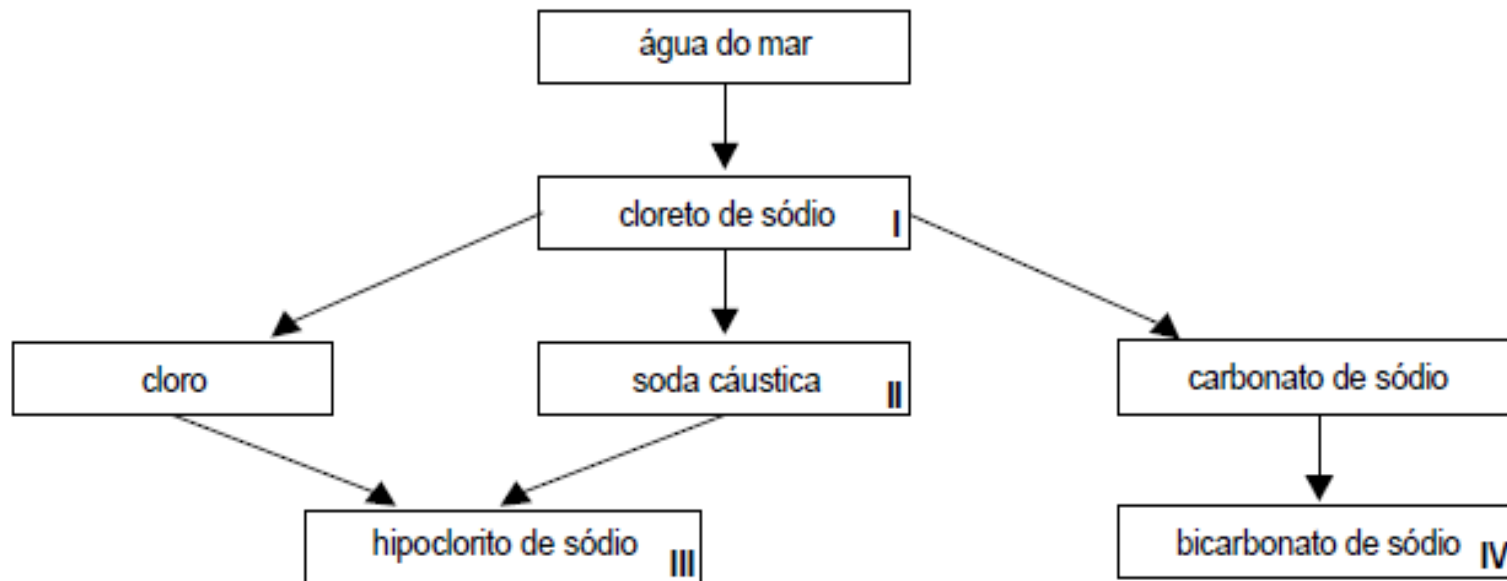 água do mar
cloreto de sódio I
cloro
soda cáustica II
carbonato de sódio
hipoclorito de sódio III
bicarbonato de sódio IV